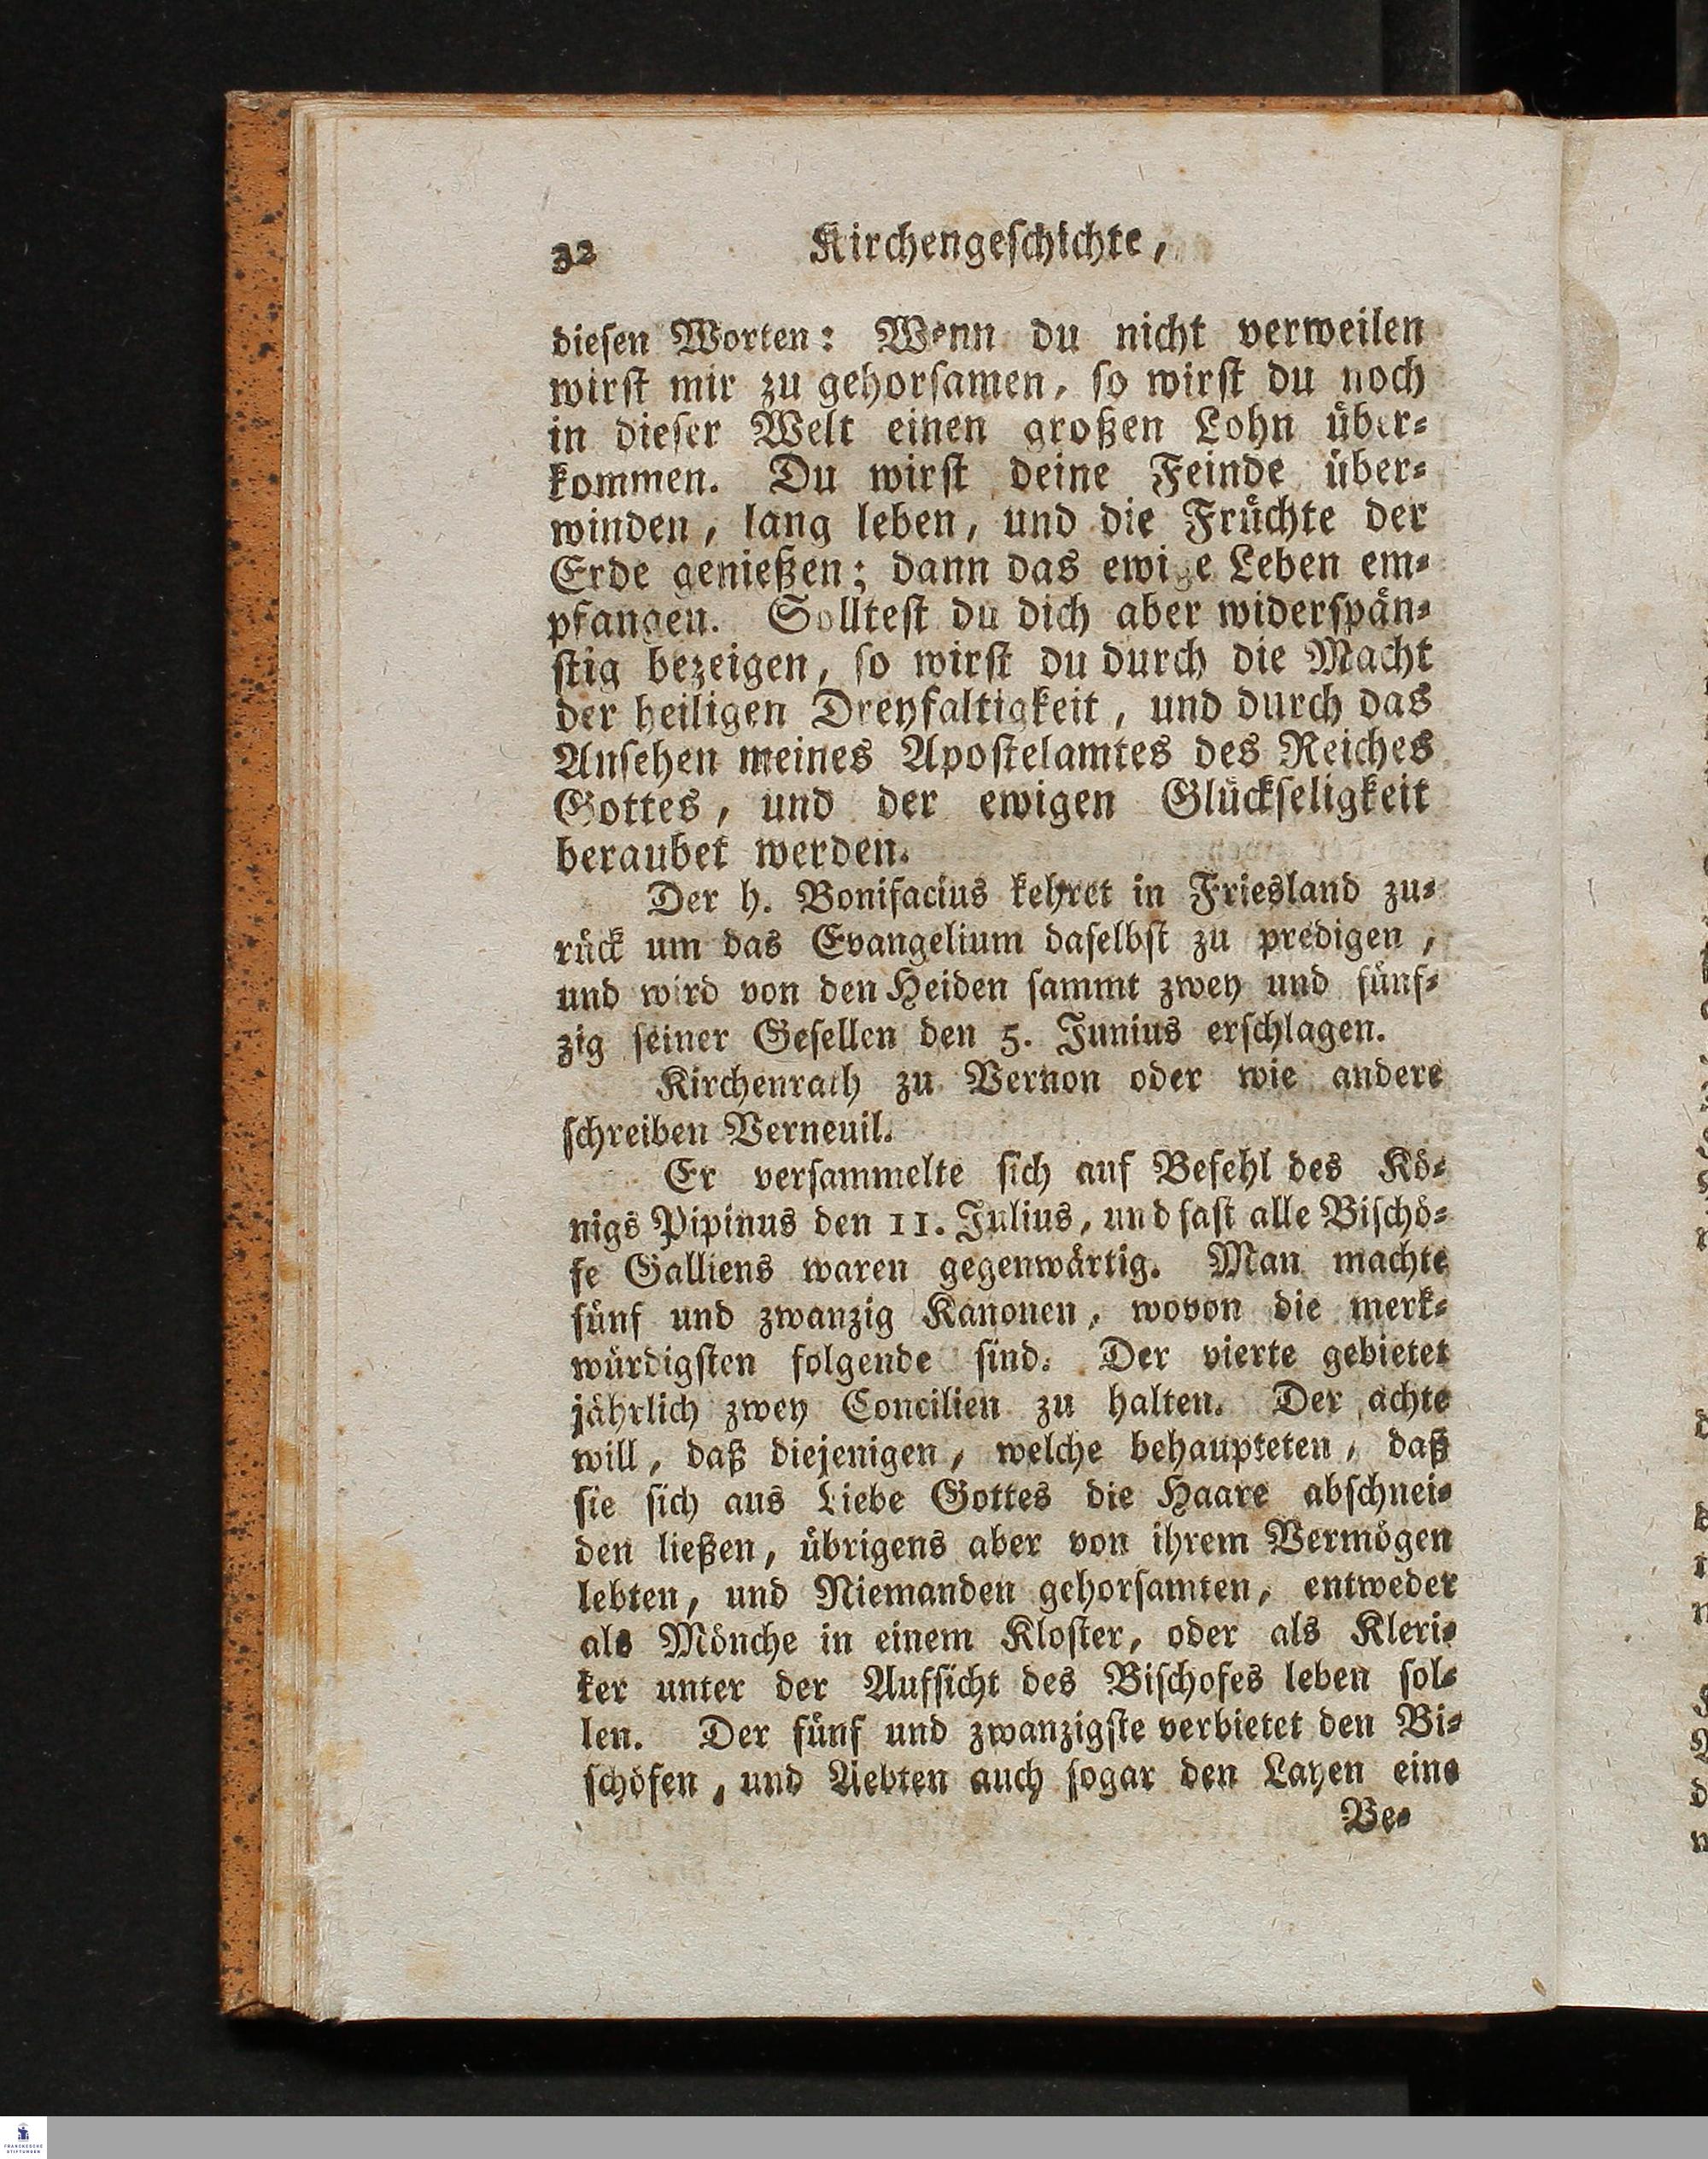 32 Kirchengeschichte,
diesen Worten: Wenn du nicht verweilen
wirst mir zu gehorsamen, so wirst du noch
in dieser Welt einen großen Lohn über-
kommen. Du wirst deine Feinde über-
winden, lang leben, und die Früchte der
Erde genießen; dann das ewige Leben em-
pfangen. Solltest du dich aber widerspän-
stig bezeigen, so wirst du durch die Macht
der heiligen Dreyfaltigkeit, und durch das
Ansehen meines Apostelamtes des Reiches
Gottes, und der ewigen Glückseligkeit
beraubet werden.
Der h. Bonifacius kehret in Friesland zu-
rück um das Evangelium daselbst zu predigen,
und wird von den Heiden sammt zwey und fünf-
zig seiner Gesellen den 5. Junius erschlagen.
Kirchenrath zu Vernon oder wie andere
schreiben Verneuil.
Er versammelte sich auf Befehl des Kö-
nigs Pipinus den 11. Julius, und fast alle Bischö-
fe Galliens waren gegenwärtig. Man machte
fünf und zwanzig Kanonen, wovon die merk-
würdigsten folgende sind. Der vierte gebietet
jährlich zwey Concilien zu halten. Der achte
will, daß diejenigen, welche behaupteten, daß
sie sich aus Liebe Gottes die Haare abschnei-
den ließen, übrigens aber von ihrem Vermögen
lebten, und Niemanden gehorsamten, entweder
als Mönche in einem Kloster, oder als Kleri-
ker unter der Aufsicht des Bischofes leben sol-
len. Der fünf und zwanzigste verbietet den Bi-
schöfen, und Aebten auch sogar den Layen eine
Be-
FRANCKESCHE
STIFTUNGEN